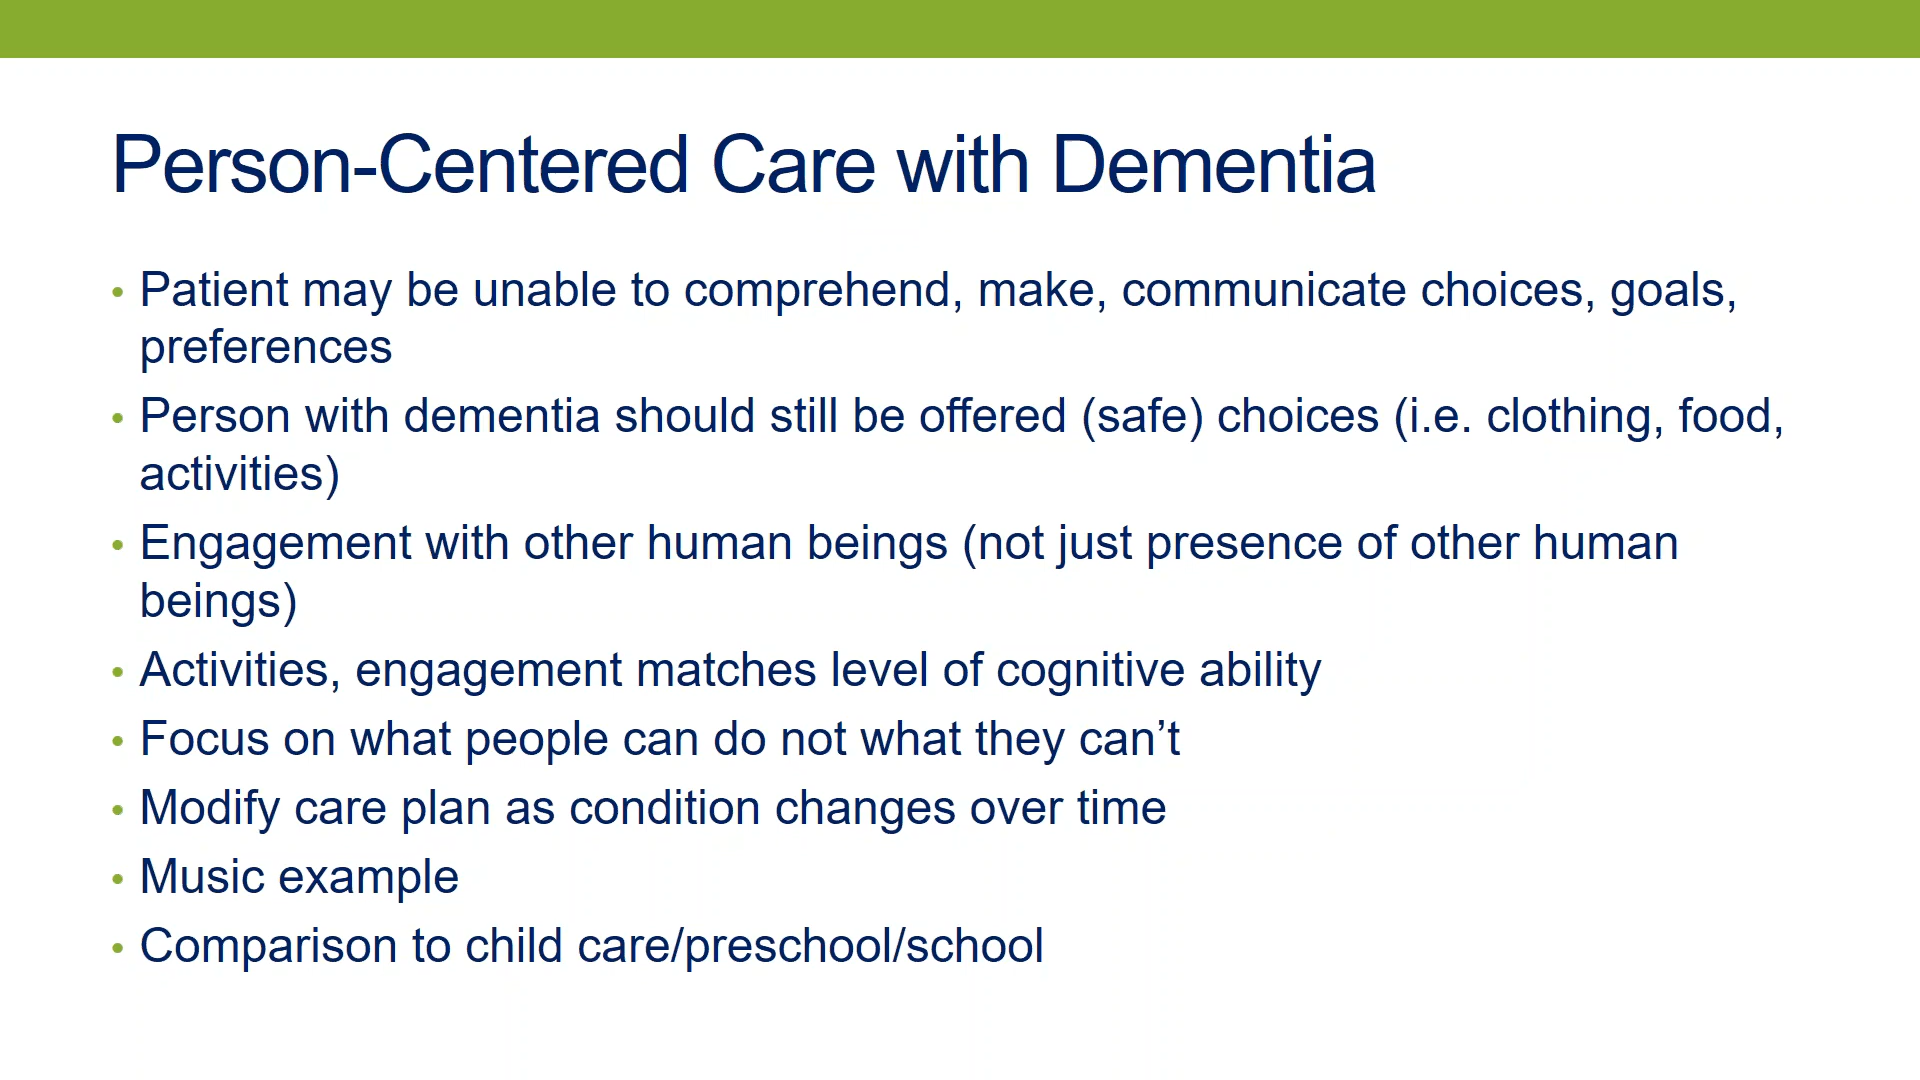 Person-Centered Care with Dementia
• Patient may be unable to comprehend, make, communicate choices, goals,
preferences
• Person with dementia should still be offered (safe) choices (i.e. clothing, food,
activities)
• Engagement with other human beings (not just presence of other human
beings)
• Activities, engagement matches level of cognitive ability
• Focus on what people can do not what they can’t
• Modify care plan as condition changes over time
• Music example
• Comparison to child care/preschool/school